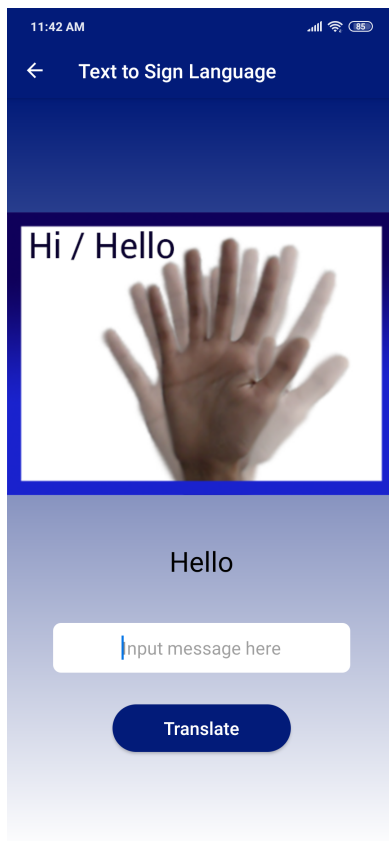 11:42 AM
85
Text to Sign Language
Hi / Hello
Hello
Input message here
Translate